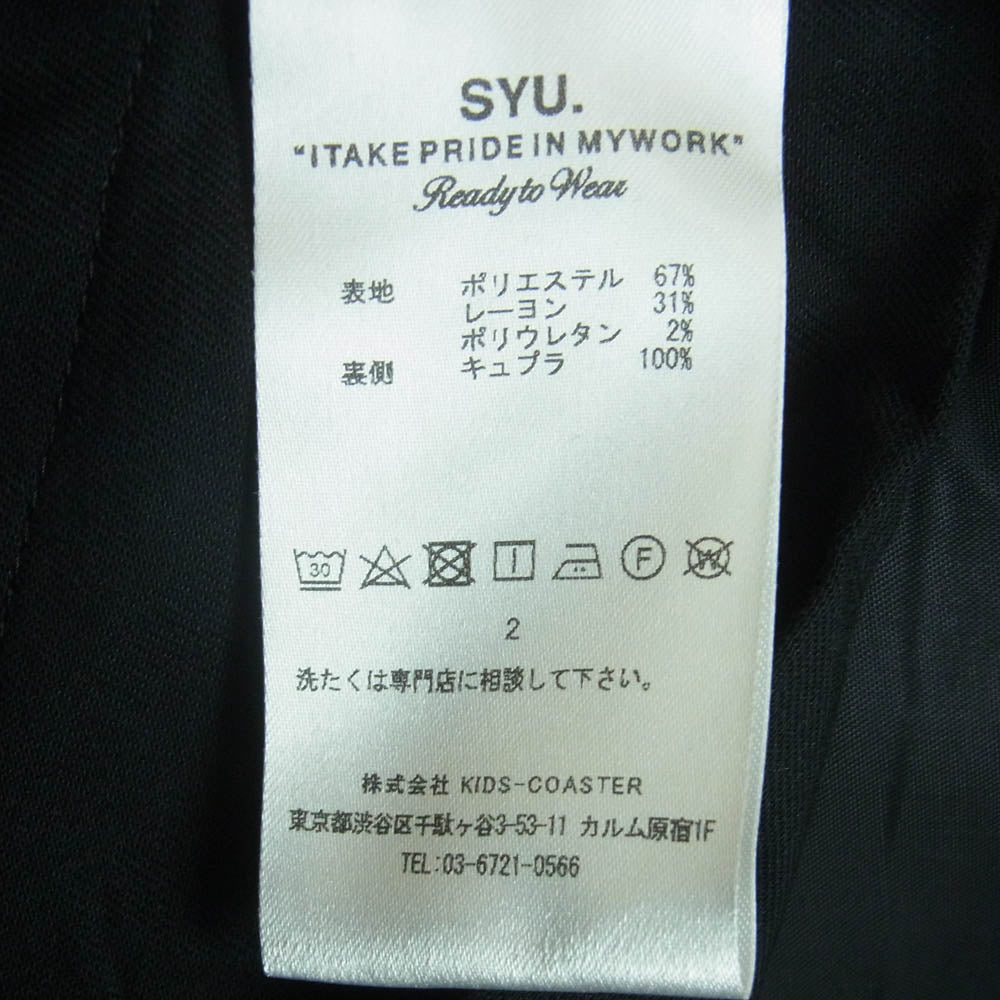 SYU.
"ITAKE PRIDE IN MYWORK"
Ready to Wear
表地 ポリエステル 67%
レーヨン 31%
ポリウレタン 2%
裏側 キュプラ 100%
30 F W
2
洗たくは専門店に相談して下さい。
株式会社 KIDS-COASTER
東京都渋谷区千駄ヶ谷3-53-11 カルム原宿1F
TEL:03-6721-0566